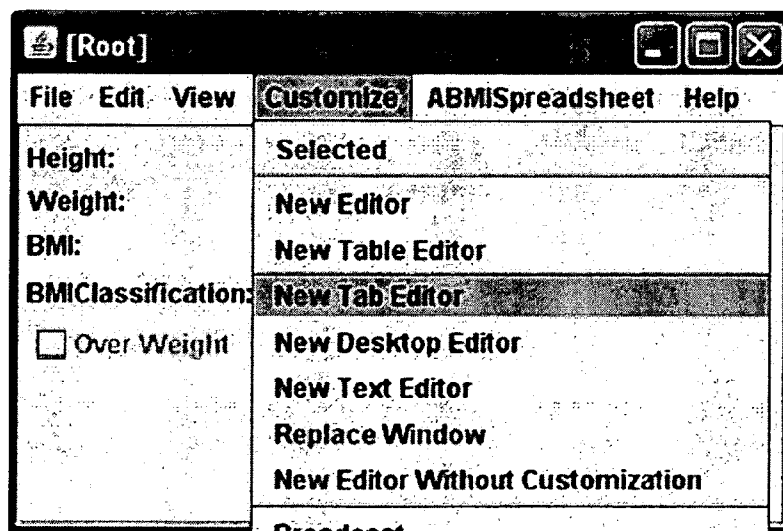 [Root]
File Edit View Customize ABMISpreadsheet Help
Height:
Weight:
BMI:
BMIClassification:
Over Weight
Selected
New Editor
New Table Editor
New Tab Editor
New Desktop Editor
New Text Editor
Replace Window
New Editor Without Customization
Broadcast